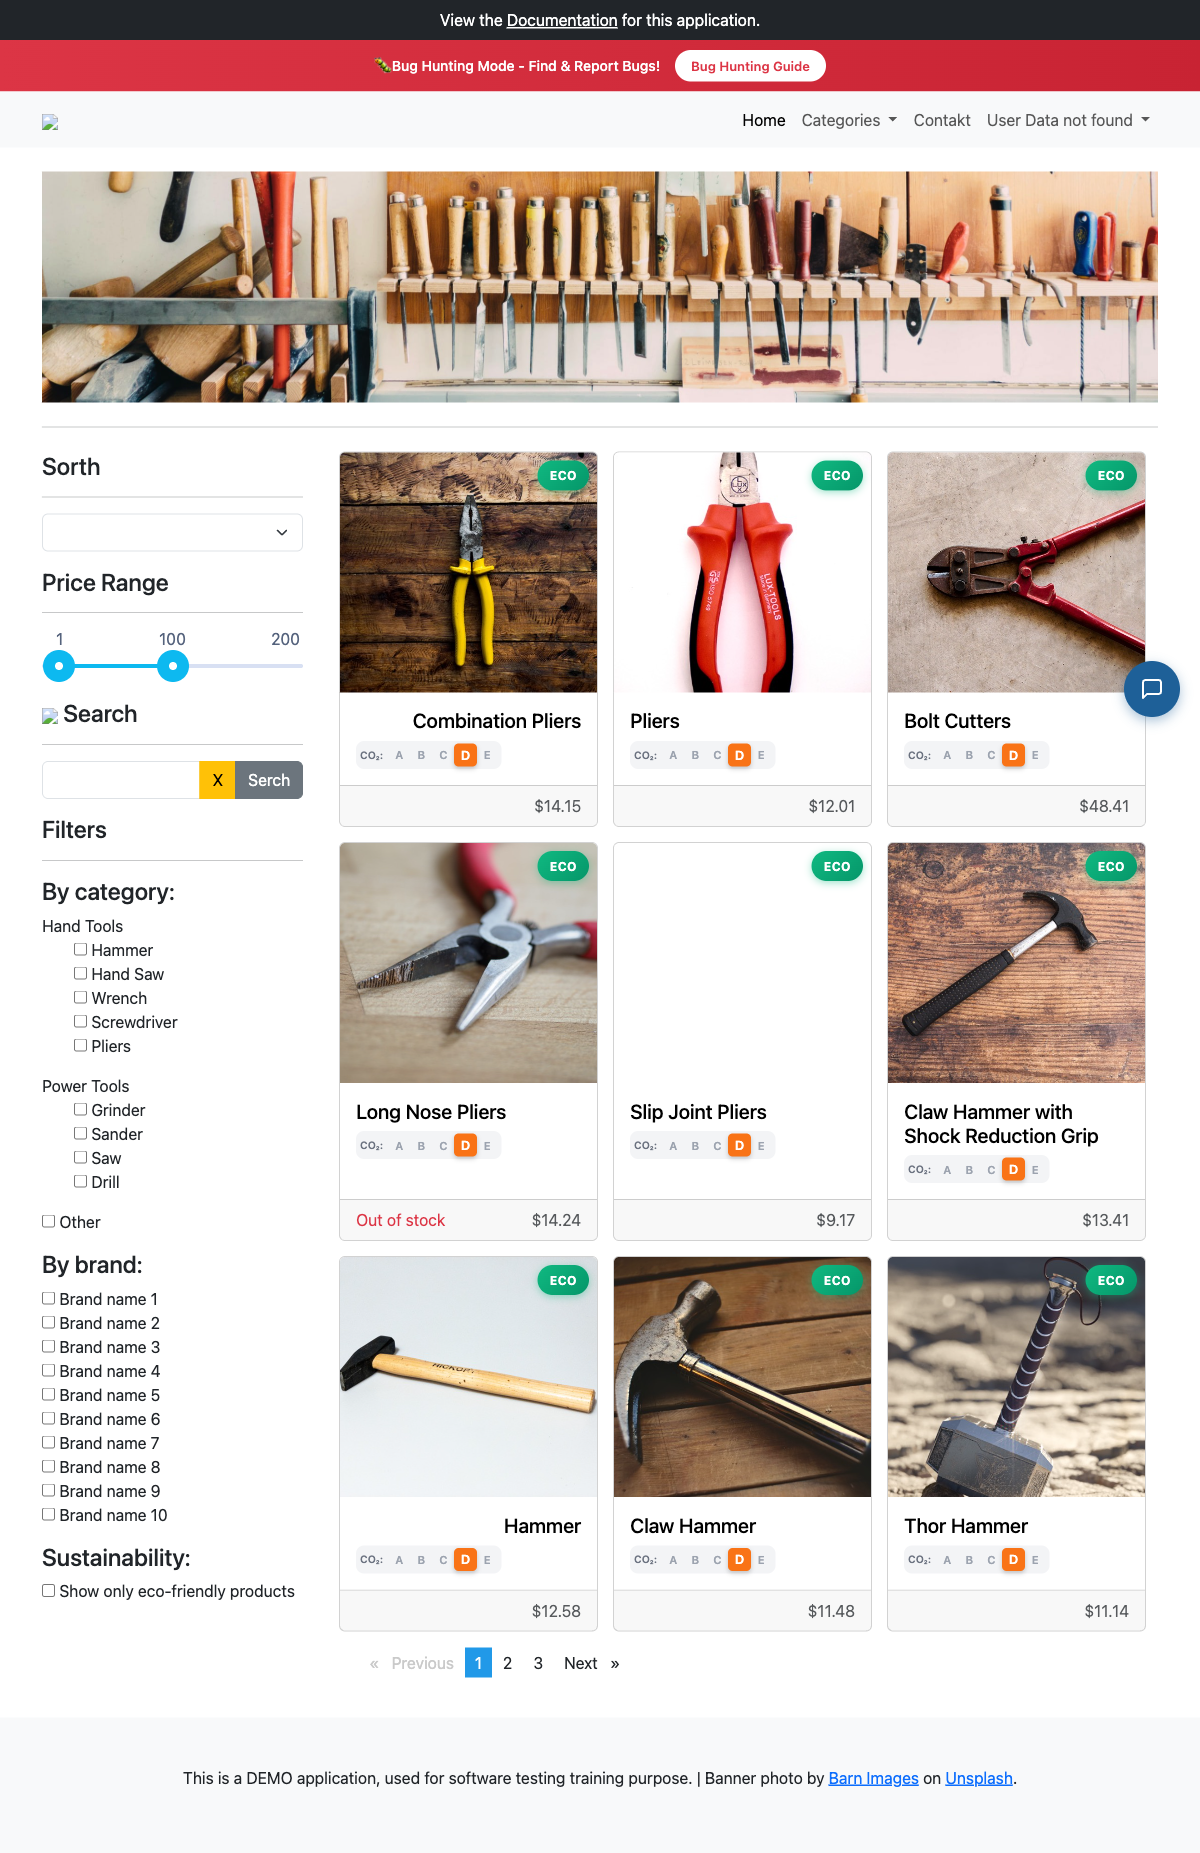 View the Documentation for this application.
🐛Bug Hunting Mode - Find & Report Bugs! Bug Hunting Guide
Home Categories Contakt User Data not found
Sorth
Price Range
1 100 200
Search
X Serch
Filters
By category:
Hand Tools
Hammer
Hand Saw
Wrench
Screwdriver
Pliers
Power Tools
Grinder
Sander
Saw
Drill
Other
By brand:
Brand name 1
Brand name 2
Brand name 3
Brand name 4
Brand name 5
Brand name 6
Brand name 7
Brand name 8
Brand name 9
Brand name 10
Sustainability:
Show only eco-friendly products
ECO
Combination Pliers
CO₂: A B C D E
$14.15
ECO
LUX
LUX-TOOLS
Pliers
CO₂: A B C D E
$12.01
ECO
Bolt Cutters
CO₂: A B C D E
$48.41
ECO
Long Nose Pliers
CO₂: A B C D E
Out of stock $14.24
ECO
Slip Joint Pliers
CO₂: A B C D E
$9.17
ECO
Claw Hammer with
Shock Reduction Grip
CO₂: A B C D E
$13.41
ECO
Hammer
CO₂: A B C D E
$12.58
ECO
Claw Hammer
CO₂: A B C D E
$11.48
ECO
Thor Hammer
CO₂: A B C D E
$11.14
« Previous 1 2 3 Next »
This is a DEMO application, used for software testing training purpose. | Banner photo by Barn Images on Unsplash.